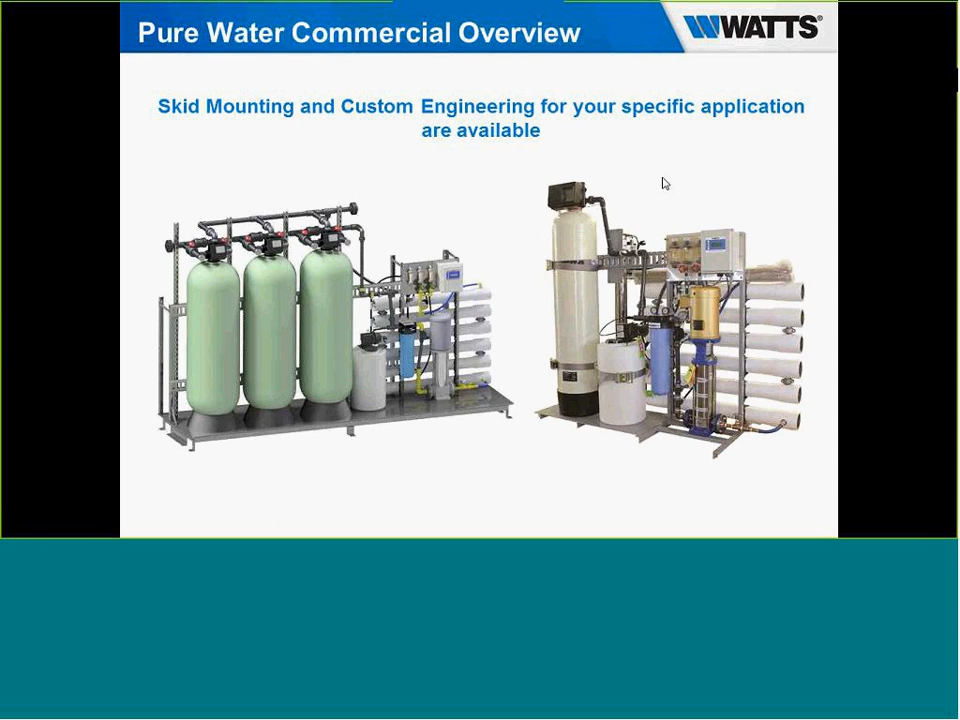 Pure Water Commercial Overview
WATTS®
Skid Mounting and Custom Engineering for your specific application
are available